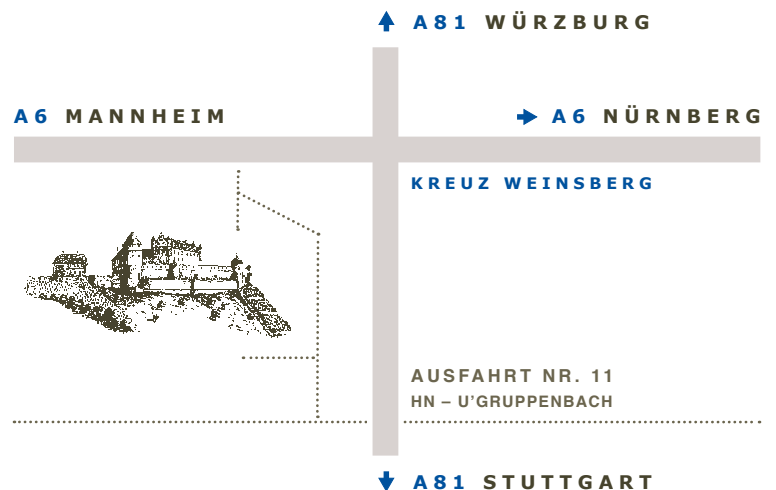 A81 WÜRZBURG
A6 MANNHEIM
A6 NÜRNBERG
KREUZ WEINSBERG
AUSFAHRT NR. 11
HN – U'GRUPPENBACH
A81 STUTTGART